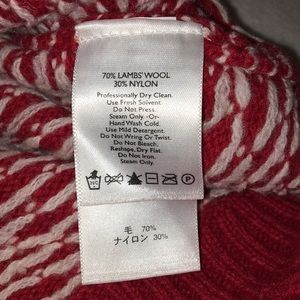 70% LAMBS' WOOL
30% NYLON
Professionally Dry Clean.
Use Fresh Solvent.
Do Not Press.
Steam Only. -Or-
Hand Wash Cold.
Use Mild Detergent.
Do Not Wring Or Twist.
Do Not Bleach.
Reshape, Dry Flat.
Do Not Iron.
Steam Only.
毛 70%
ナイロン 30%